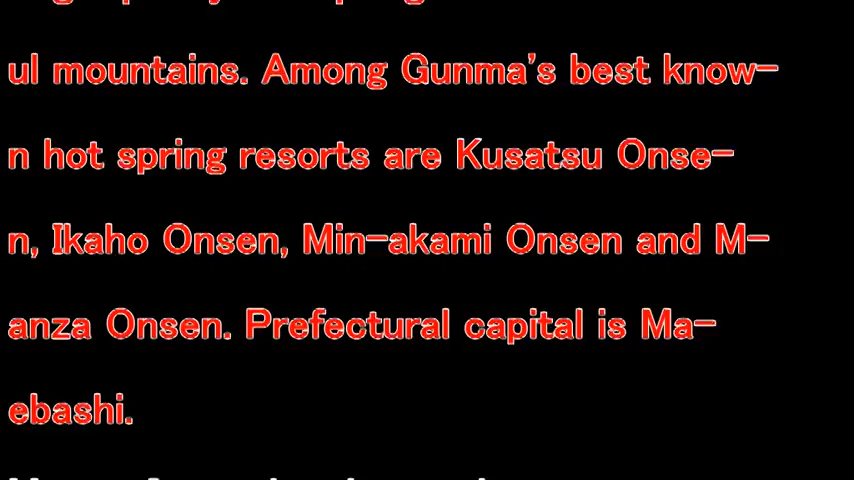 ul mountains. Among Gunma's best know-
n hot spring resorts are Kusatsu Onse-
n, Ikaho Onsen, Min-akami Onsen and M-
anza Onsen. Prefectural capital is Ma-
ebashi.